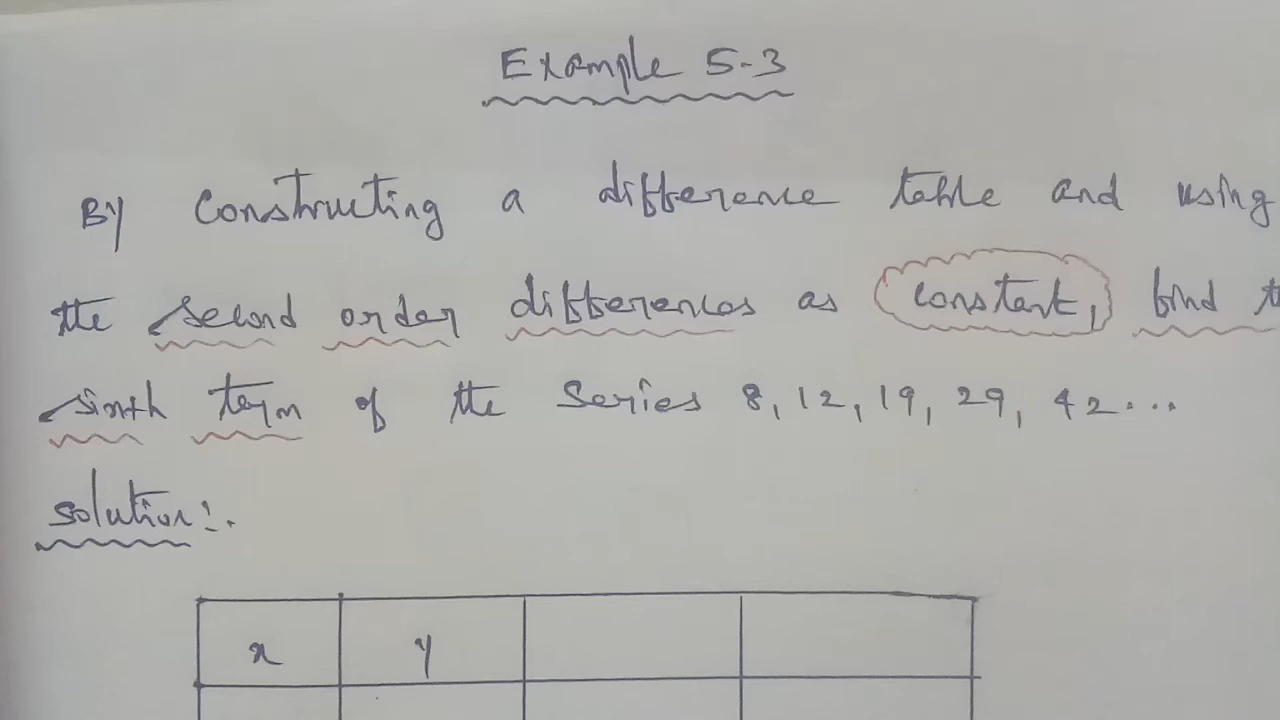 Example 5.3
By constructing a difference table and using
the second order differences as constant, find t
sixth term of the series 8, 12, 19, 29, 42...
solution:.
x y